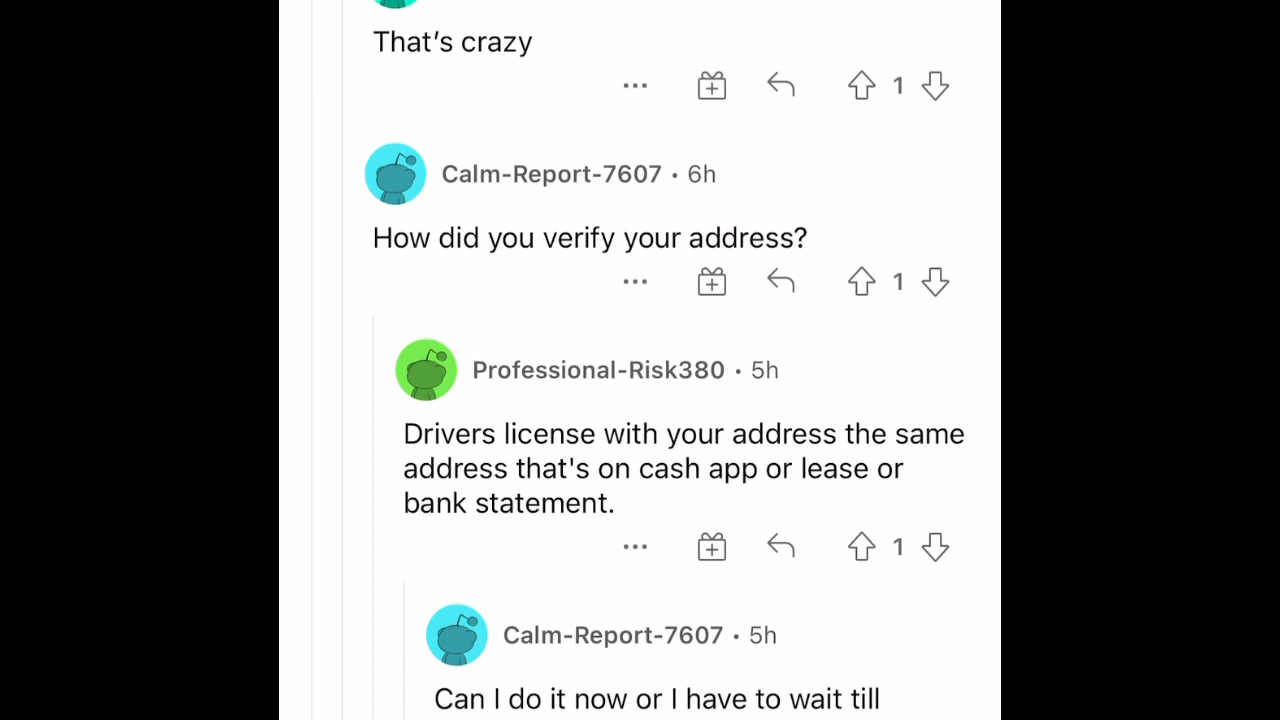 That’s crazy
1
Calm-Report-7607 • 6h
How did you verify your address?
1
Professional-Risk380 • 5h
Drivers license with your address the same
address that's on cash app or lease or
bank statement.
1
Calm-Report-7607 • 5h
Can I do it now or I have to wait till